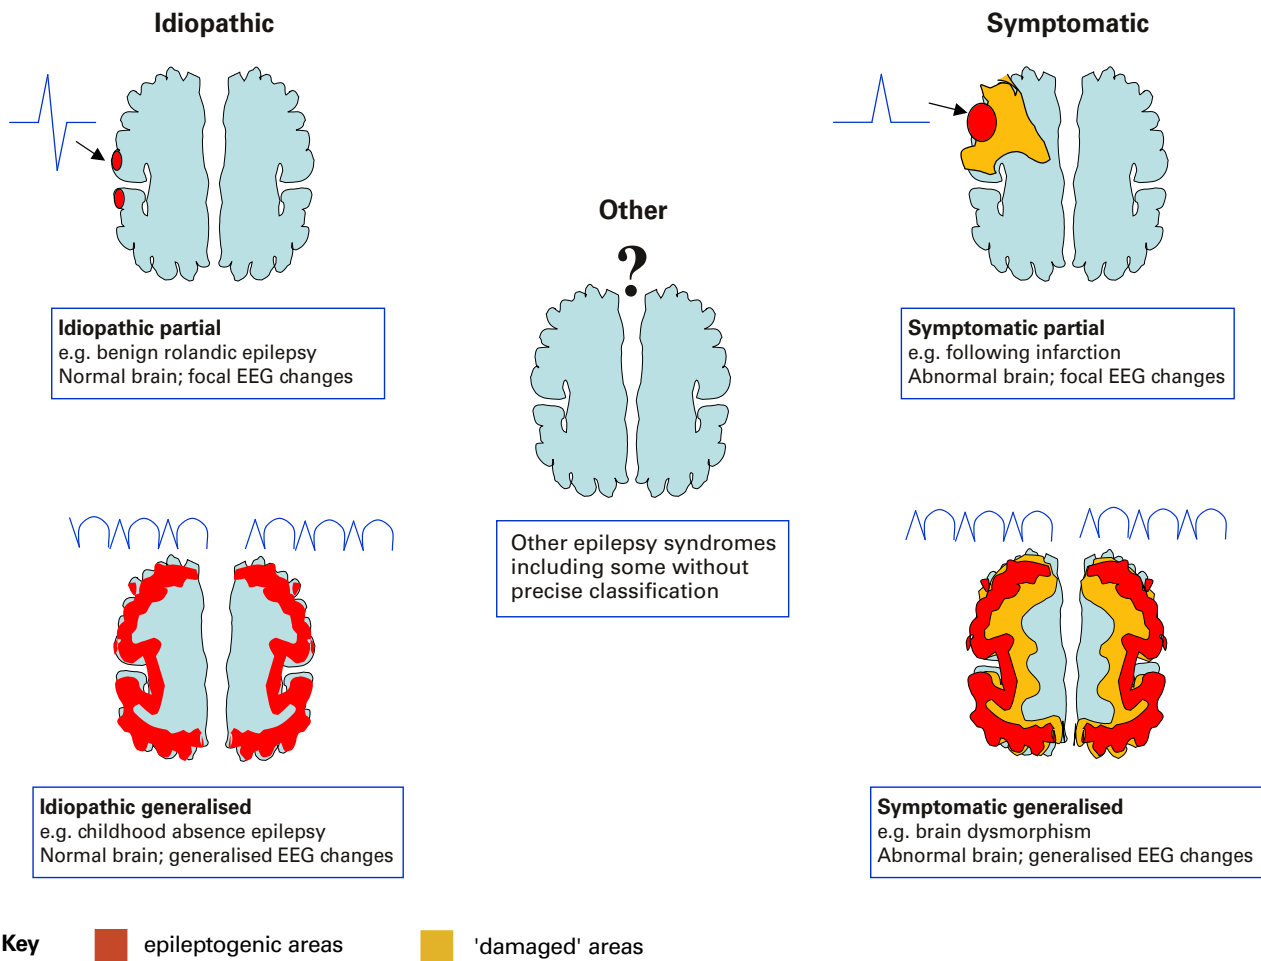 Idiopathic
Symptomatic
Other
?
Idiopathic partial
e.g. benign rolandic epilepsy
Normal brain; focal EEG changes
Symptomatic partial
e.g. following infarction
Abnormal brain; focal EEG changes
Other epilepsy syndromes
including some without
precise classification
Idiopathic generalised
e.g. childhood absence epilepsy
Normal brain; generalised EEG changes
Symptomatic generalised
e.g. brain dysmorphism
Abnormal brain; generalised EEG changes
Key epileptogenic areas 'damaged' areas